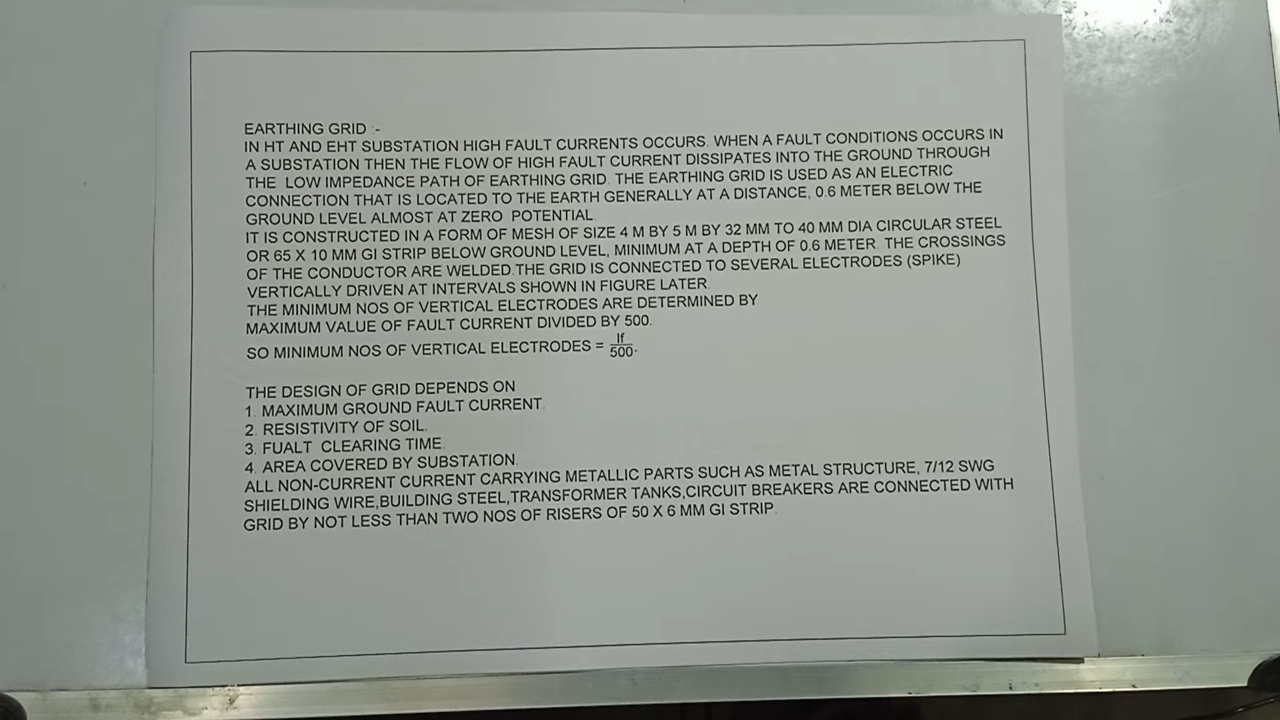 EARTHING GRID :-
IN HT AND EHT SUBSTATION HIGH FAULT CURRENTS OCCURS. WHEN A FAULT CONDITIONS OCCURS IN
A SUBSTATION THEN THE FLOW OF HIGH FAULT CURRENT DISSIPATES INTO THE GROUND THROUGH
THE LOW IMPEDANCE PATH OF EARTHING GRID. THE EARTHING GRID IS USED AS AN ELECTRIC
CONNECTION THAT IS LOCATED TO THE EARTH GENERALLY AT A DISTANCE, 0.6 METER BELOW THE
GROUND LEVEL ALMOST AT ZERO POTENTIAL.
IT IS CONSTRUCTED IN A FORM OF MESH OF SIZE 4 M BY 5 M BY 32 MM TO 40 MM DIA CIRCULAR STEEL
OR 65 X 10 MM GI STRIP BELOW GROUND LEVEL, MINIMUM AT A DEPTH OF 0.6 METER. THE CROSSINGS
OF THE CONDUCTOR ARE WELDED.THE GRID IS CONNECTED TO SEVERAL ELECTRODES (SPIKE)
VERTICALLY DRIVEN AT INTERVALS SHOWN IN FIGURE LATER.
THE MINIMUM NOS OF VERTICAL ELECTRODES ARE DETERMINED BY
MAXIMUM VALUE OF FAULT CURRENT DIVIDED BY 500.
SO MINIMUM NOS OF VERTICAL ELECTRODES = If/500.
THE DESIGN OF GRID DEPENDS ON
1. MAXIMUM GROUND FAULT CURRENT.
2. RESISTIVITY OF SOIL.
3. FUALT CLEARING TIME.
4. AREA COVERED BY SUBSTATION.
ALL NON-CURRENT CURRENT CARRYING METALLIC PARTS SUCH AS METAL STRUCTURE, 7/12 SWG
SHIELDING WIRE,BUILDING STEEL,TRANSFORMER TANKS,CIRCUIT BREAKERS ARE CONNECTED WITH
GRID BY NOT LESS THAN TWO NOS OF RISERS OF 50 X 6 MM GI STRIP.